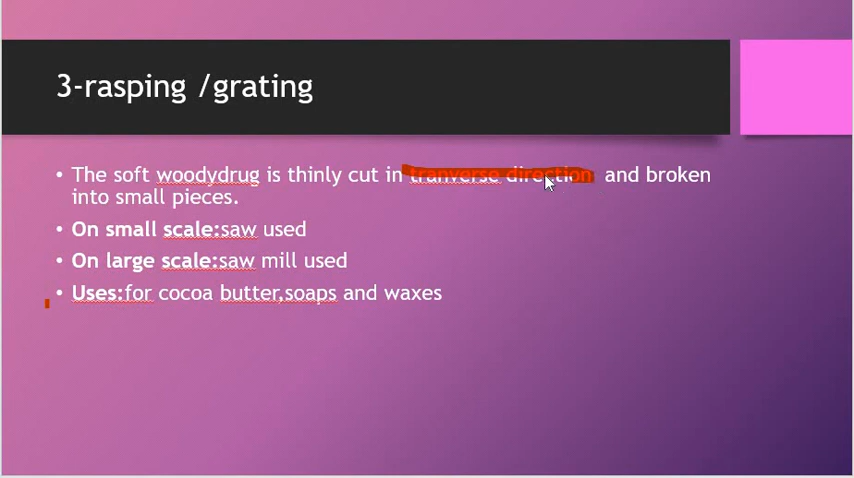 3-rasping /grating
• The soft woodydrug is thinly cut in tranverse direction and broken
into small pieces.
• On small scale:saw used
• On large scale:saw mill used
• Uses:for cocoa butter,soaps and waxes